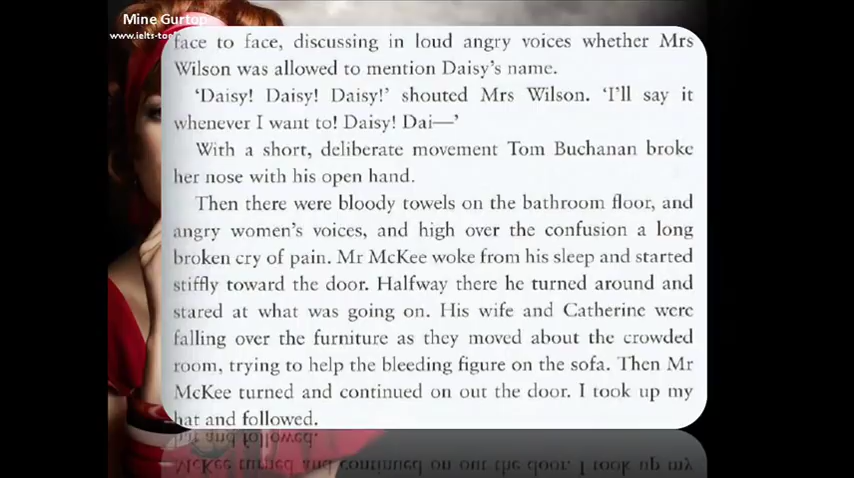 Mine Gurtop
www.ielts-tool
face to face, discussing in loud angry voices whether Mrs
Wilson was allowed to mention Daisy's name.
'Daisy! Daisy! Daisy!' shouted Mrs Wilson. 'I'll say it
whenever I want to! Daisy! Dai—'
With a short, deliberate movement Tom Buchanan broke
her nose with his open hand.
Then there were bloody towels on the bathroom floor, and
angry women's voices, and high over the confusion a long
broken cry of pain. Mr McKee woke from his sleep and started
stiffly toward the door. Halfway there he turned around and
stared at what was going on. His wife and Catherine were
falling over the furniture as they moved about the crowded
room, trying to help the bleeding figure on the sofa. Then Mr
McKee turned and continued on out the door. I took up my
hat and followed.